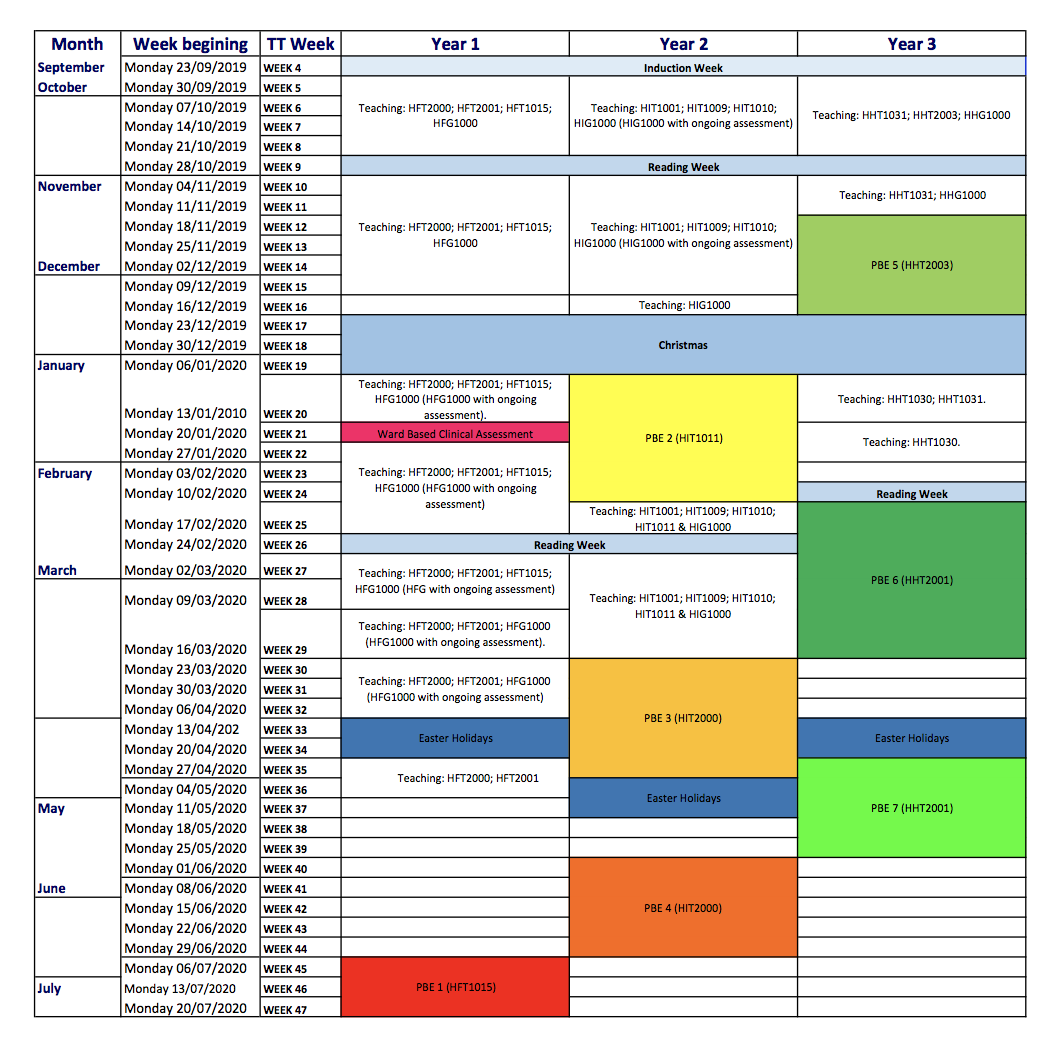 Month Week begining TT Week Year 1 Year 2 Year 3
September Monday 23/09/2019 WEEK 4 Induction Week
October Monday 30/09/2019 WEEK 5
Monday 07/10/2019 WEEK 6
Teaching: HFT2000; HFT2001; HFT1015;
HFG1000
Teaching: HIT1001; HIT1009; HIT1010;
HIG1000 (HIG1000 with ongoing assessment)
Teaching: HHT1031; HHT2003; HHG1000
Monday 14/10/2019 WEEK 7
Monday 21/10/2019 WEEK 8
Monday 28/10/2019 WEEK 9 Reading Week
November Monday 04/11/2019 WEEK 10
Teaching: HHT1031; HHG1000
Monday 11/11/2019 WEEK 11
Monday 18/11/2019 WEEK 12
Teaching: HFT2000; HFT2001; HFT1015;
HFG1000
Teaching: HIT1001; HIT1009; HIT1010;
HIG1000 (HIG1000 with ongoing assessment)
Monday 25/11/2019 WEEK 13
December Monday 02/12/2019 WEEK 14 PBE 5 (HHT2003)
Monday 09/12/2019 WEEK 15
Monday 16/12/2019 WEEK 16 Teaching: HIG1000
Monday 23/12/2019 WEEK 17
Monday 30/12/2019 WEEK 18 Christmas
January Monday 06/01/2020 WEEK 19
Teaching: HFT2000; HFT2001; HFT1015;
HFG1000 (HFG1000 with ongoing
assessment).
Teaching: HHT1030; HHT1031.
Monday 13/01/2010 WEEK 20
Monday 20/01/2020 WEEK 21 Ward Based Clinical Assessment PBE 2 (HIT1011)
Teaching: HHT1030.
Monday 27/01/2020 WEEK 22
February Monday 03/02/2020 WEEK 23
Teaching: HFT2000; HFT2001; HFT1015;
HFG1000 (HFG1000 with ongoing
assessment)
Monday 10/02/2020 WEEK 24 Reading Week
Monday 17/02/2020 WEEK 25
Teaching: HIT1001; HIT1009; HIT1010;
HIT1011 & HIG1000
Monday 24/02/2020 WEEK 26 Reading Week
March Monday 02/03/2020 WEEK 27
Teaching: HFT2000; HFT2001; HFT1015;
HFG1000 (HFG with ongoing assessment)
PBE 6 (HHT2001)
Monday 09/03/2020 WEEK 28
Teaching: HIT1001; HIT1009; HIT1010;
HIT1011 & HIG1000
Teaching: HFT2000; HFT2001; HFG1000
(HFG1000 with ongoing assessment).
Monday 16/03/2020 WEEK 29
Monday 23/03/2020 WEEK 30
Monday 30/03/2020 WEEK 31
Teaching: HFT2000; HFT2001; HFG1000
(HFG1000 with ongoing assessment)
Monday 06/04/2020 WEEK 32
PBE 3 (HIT2000)
Monday 13/04/202 WEEK 33
Easter Holidays
Easter Holidays
Monday 20/04/2020 WEEK 34
Monday 27/04/2020 WEEK 35
Teaching: HFT2000; HFT2001
Monday 04/05/2020 WEEK 36
Easter Holidays
May Monday 11/05/2020 WEEK 37 PBE 7 (HHT2001)
Monday 18/05/2020 WEEK 38
Monday 25/05/2020 WEEK 39
Monday 01/06/2020 WEEK 40
June Monday 08/06/2020 WEEK 41
Monday 15/06/2020 WEEK 42 PBE 4 (HIT2000)
Monday 22/06/2020 WEEK 43
Monday 29/06/2020 WEEK 44
Monday 06/07/2020 WEEK 45
July Monday 13/07/2020 WEEK 46 PBE 1 (HFT1015)
Monday 20/07/2020 WEEK 47